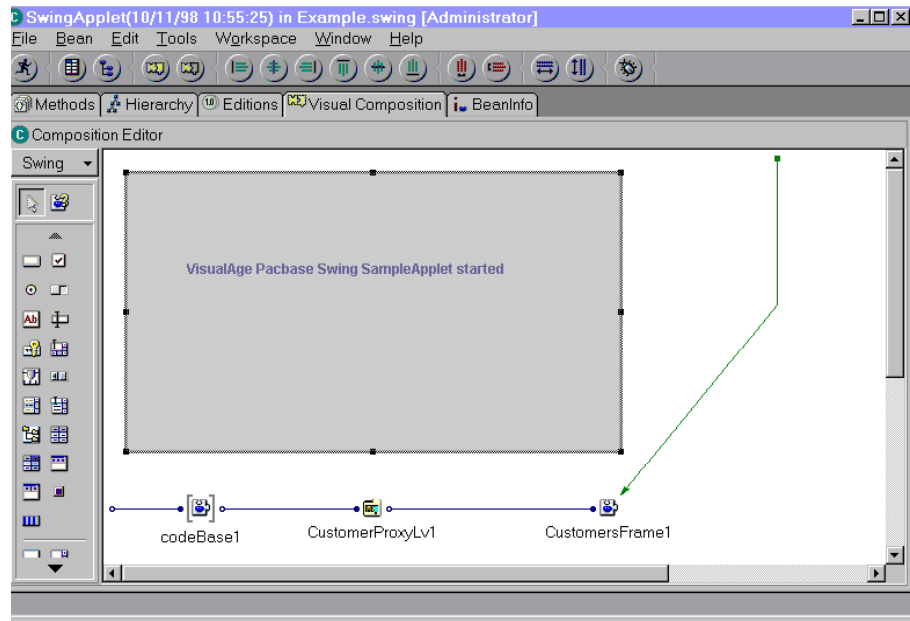 SwingApplet(10/11/98 10:55:25) in Example.swing [Administrator]
File Bean Edit Tools Workspace Window Help
Methods Hierarchy Editions Visual Composition BeanInfo
Composition Editor
Swing
VisualAge Pacbase Swing SampleApplet started
Ab
codeBase1 CustomerProxyLv1 CustomersFrame1